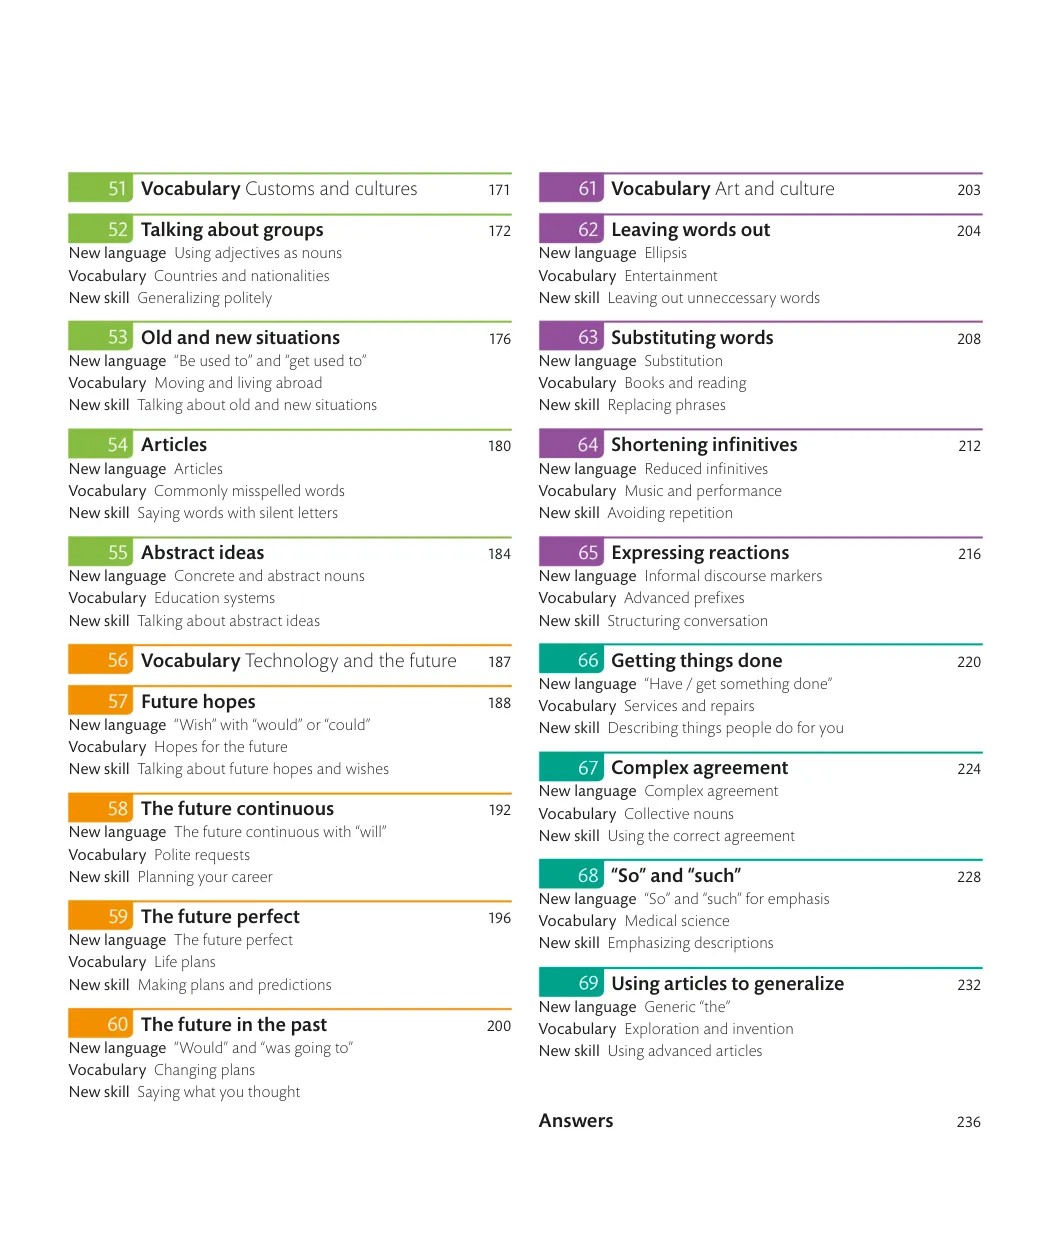 51 Vocabulary Customs and cultures 171
52 Talking about groups 172
New language Using adjectives as nouns
Vocabulary Countries and nationalities
New skill Generalizing politely
53 Old and new situations 176
New language “Be used to” and “get used to”
Vocabulary Moving and living abroad
New skill Talking about old and new situations
54 Articles 180
New language Articles
Vocabulary Commonly misspelled words
New skill Saying words with silent letters
55 Abstract ideas 184
New language Concrete and abstract nouns
Vocabulary Education systems
New skill Talking about abstract ideas
56 Vocabulary Technology and the future 187
57 Future hopes 188
New language “Wish” with “would” or “could”
Vocabulary Hopes for the future
New skill Talking about future hopes and wishes
58 The future continuous 192
New language The future continuous with “will”
Vocabulary Polite requests
New skill Planning your career
59 The future perfect 196
New language The future perfect
Vocabulary Life plans
New skill Making plans and predictions
60 The future in the past 200
New language “Would” and “was going to”
Vocabulary Changing plans
New skill Saying what you thought
61 Vocabulary Art and culture 203
62 Leaving words out 204
New language Ellipsis
Vocabulary Entertainment
New skill Leaving out unneccessary words
63 Substituting words 208
New language Substitution
Vocabulary Books and reading
New skill Replacing phrases
64 Shortening infinitives 212
New language Reduced infinitives
Vocabulary Music and performance
New skill Avoiding repetition
65 Expressing reactions 216
New language Informal discourse markers
Vocabulary Advanced prefixes
New skill Structuring conversation
66 Getting things done 220
New language “Have / get something done”
Vocabulary Services and repairs
New skill Describing things people do for you
67 Complex agreement 224
New language Complex agreement
Vocabulary Collective nouns
New skill Using the correct agreement
68 “So” and “such” 228
New language “So” and “such” for emphasis
Vocabulary Medical science
New skill Emphasizing descriptions
69 Using articles to generalize 232
New language Generic “the”
Vocabulary Exploration and invention
New skill Using advanced articles
Answers 236